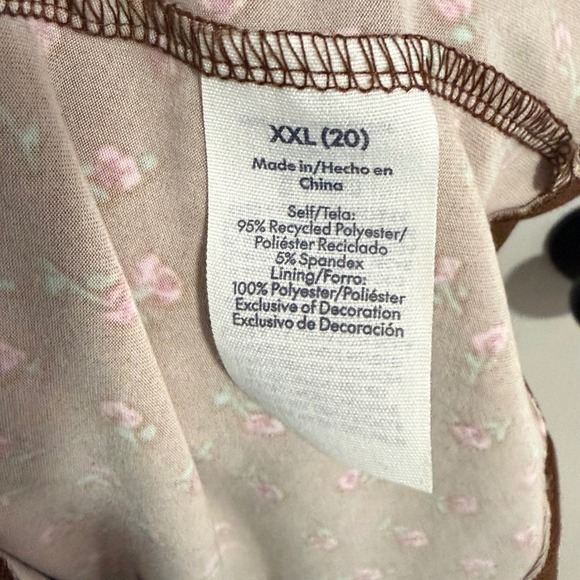 XXL (20)
Made in/Hecho en
China
Self/Tela:
95% Recycled Polyester/
Poliéster Reciclado
5% Spandex
Lining/Forro:
100% Polyester/Poliéster
Exclusive of Decoration
Exclusivo de Decoración